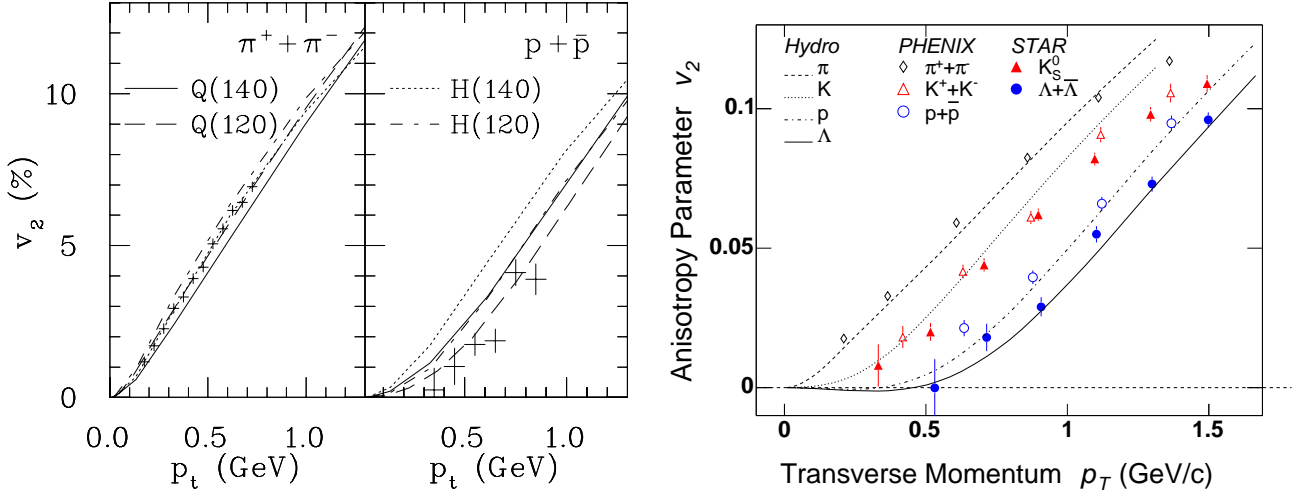 π⁺ + π⁻
p + p̄
10
Q(140)
H(140)
Q(120)
H(120)
v₂ (%)
5
0
0.0 0.5 1.0
0.5 1.0
pₜ (GeV)
pₜ (GeV)
Hydro
π
K
p
Λ
PHENIX
π⁺+π⁻
K⁺+K⁻
p+p̄
STAR
K⁰_S
Λ+Λ̄
Anisotropy Parameter v₂
0.1
0.05
0
0 0.5 1 1.5
Transverse Momentum p_T (GeV/c)